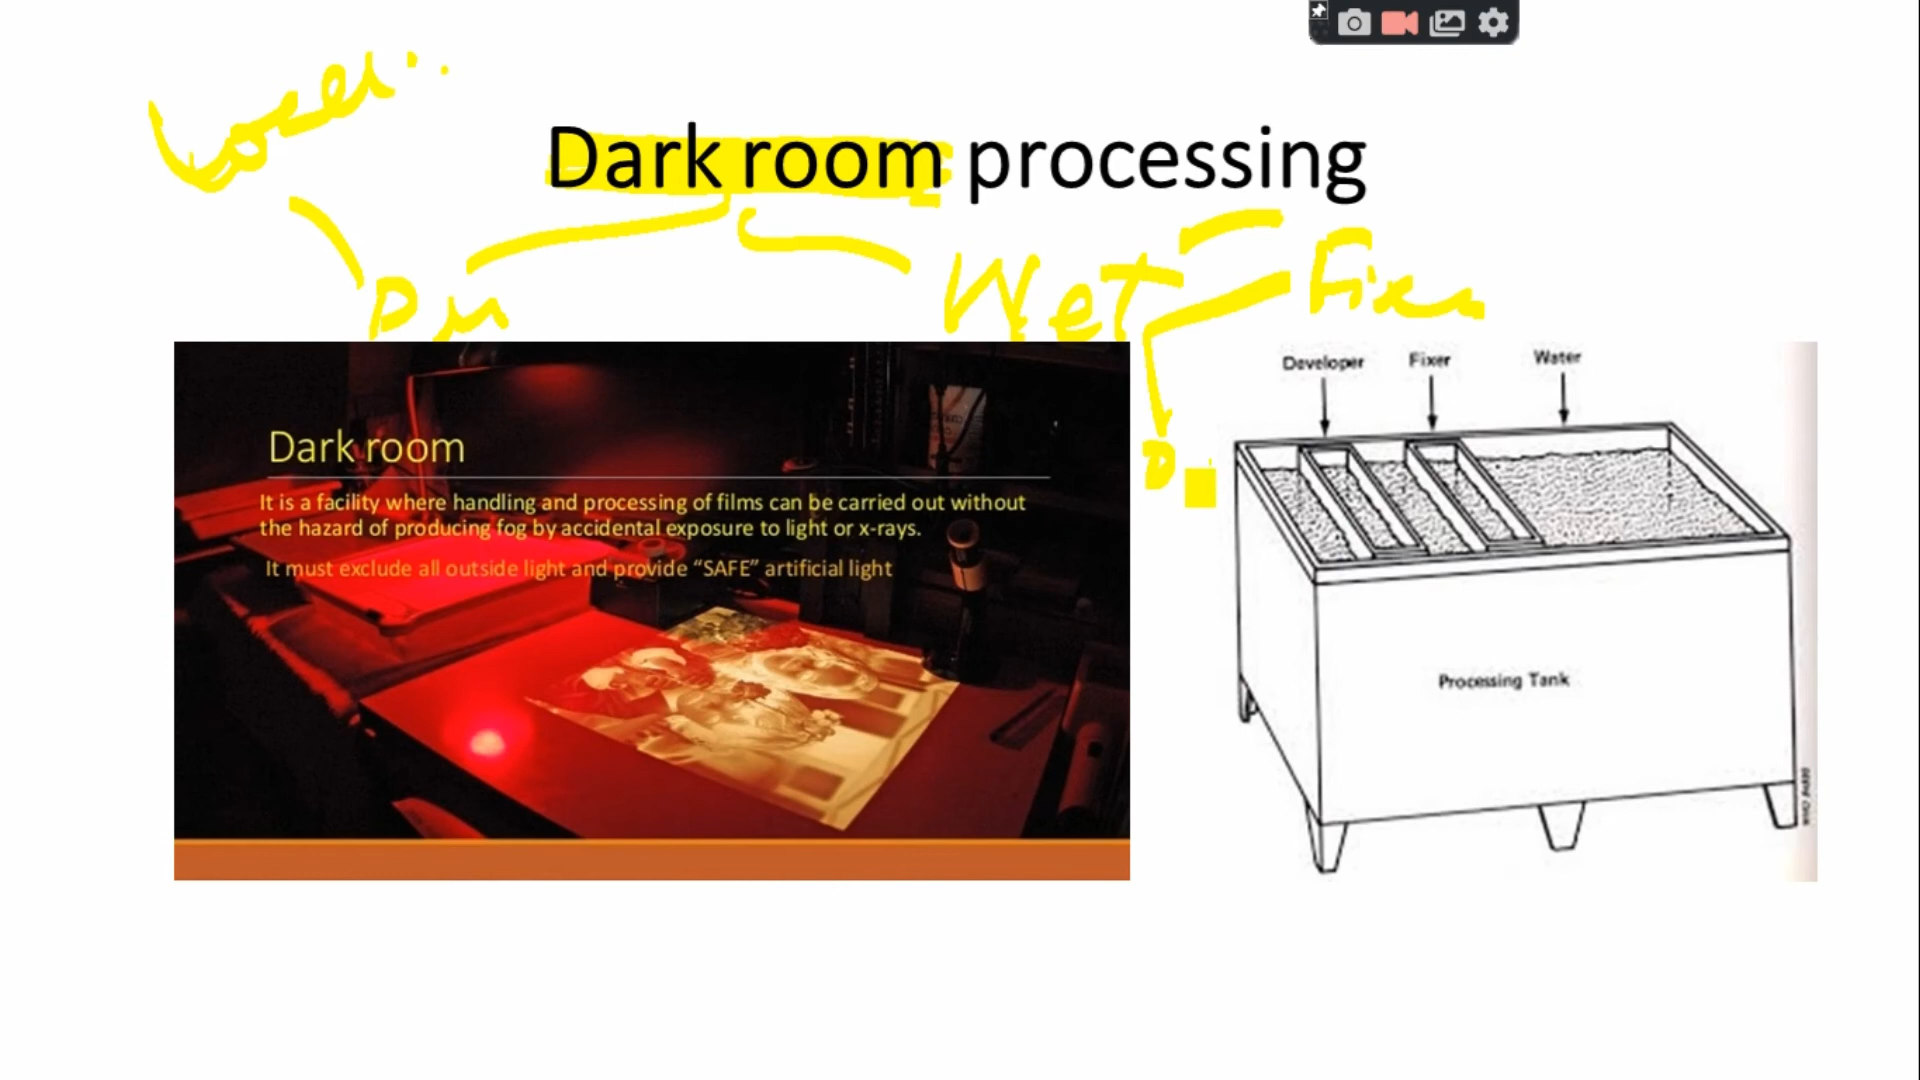 Dark room processing
Wet
Fixer
Dark room
It is a facility where handling and processing of films can be carried out without
the hazard of producing fog by accidental exposure to light or x-rays.
It must exclude all outside light and provide “SAFE” artificial light
Developer Fixer Water
D
Processing Tank